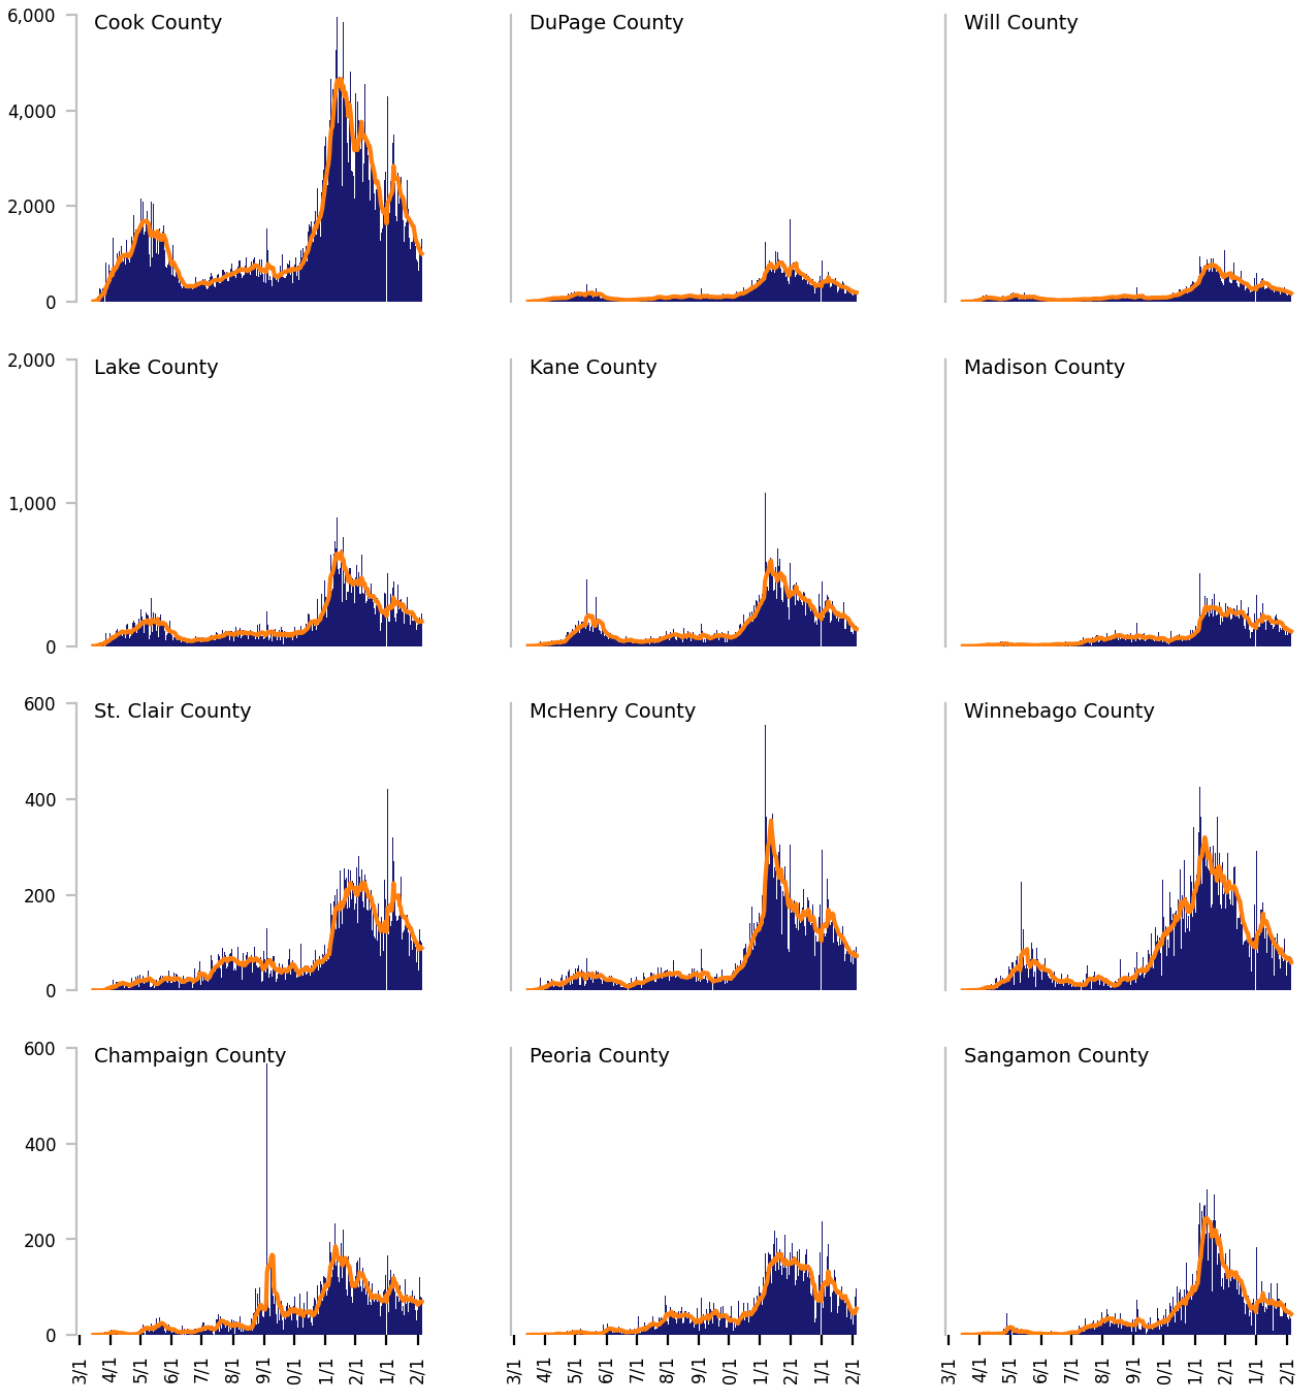 6,000
Cook County
DuPage County
Will County
4,000
2,000
0
2,000
Lake County
Kane County
Madison County
1,000
0
600
St. Clair County
McHenry County
Winnebago County
400
200
0
600
Champaign County
Peoria County
Sangamon County
400
200
0
3/1 4/1 5/1 6/1 7/1 8/1 9/1 0/1 11/1 2/1 1/1 2/1 3/1 4/1 5/1 6/1 7/1 8/1 9/1 0/1 11/1 2/1 1/1 2/1 3/1 4/1 5/1 6/1 7/1 8/1 9/1 0/1 11/1 2/1 1/1 2/1